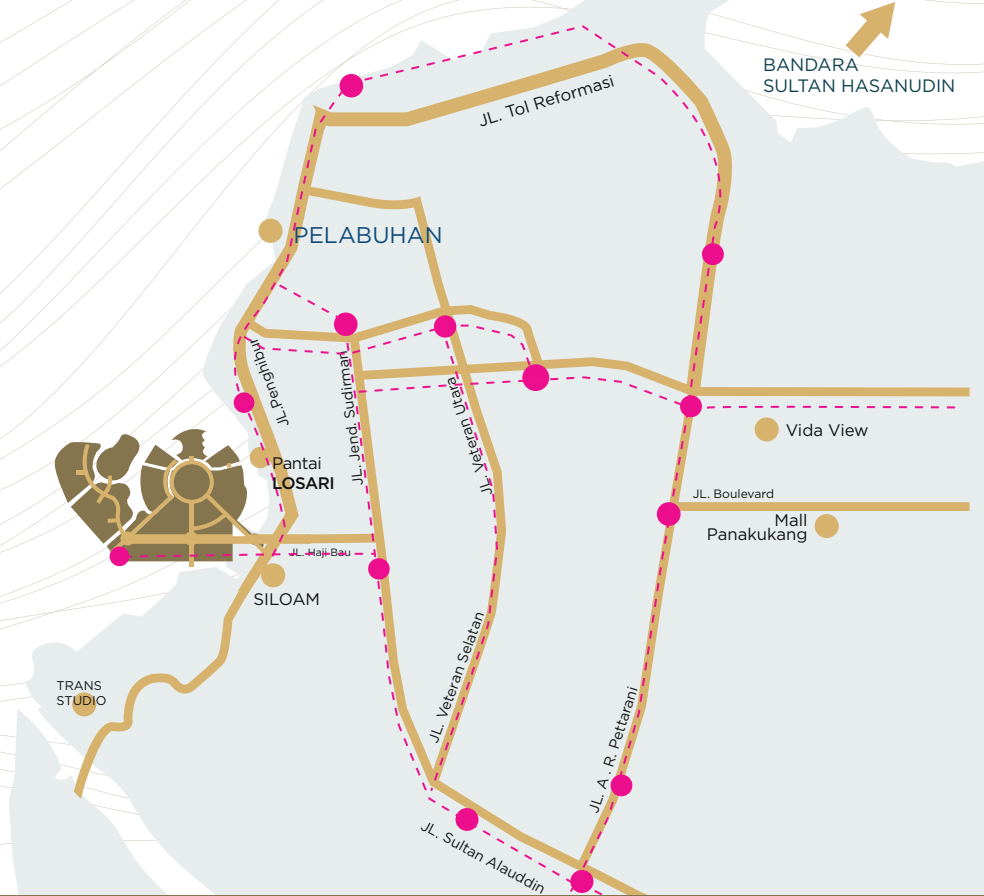 BANDARA
SULTAN HASANUDIN
JL. Tol Reformasi
PELABUHAN
JL.Penghibur
JL. Jend. Sudirman
JL. Veteran Utara
Vida View
Pantai
LOSARI
JL. Boulevard
Mall
Panakukang
JL. Haji Bau
SILOAM
TRANS
STUDIO
JL. Veteran Selatan
JL. A . R. Pettarani
JL. Sultan Alauddin